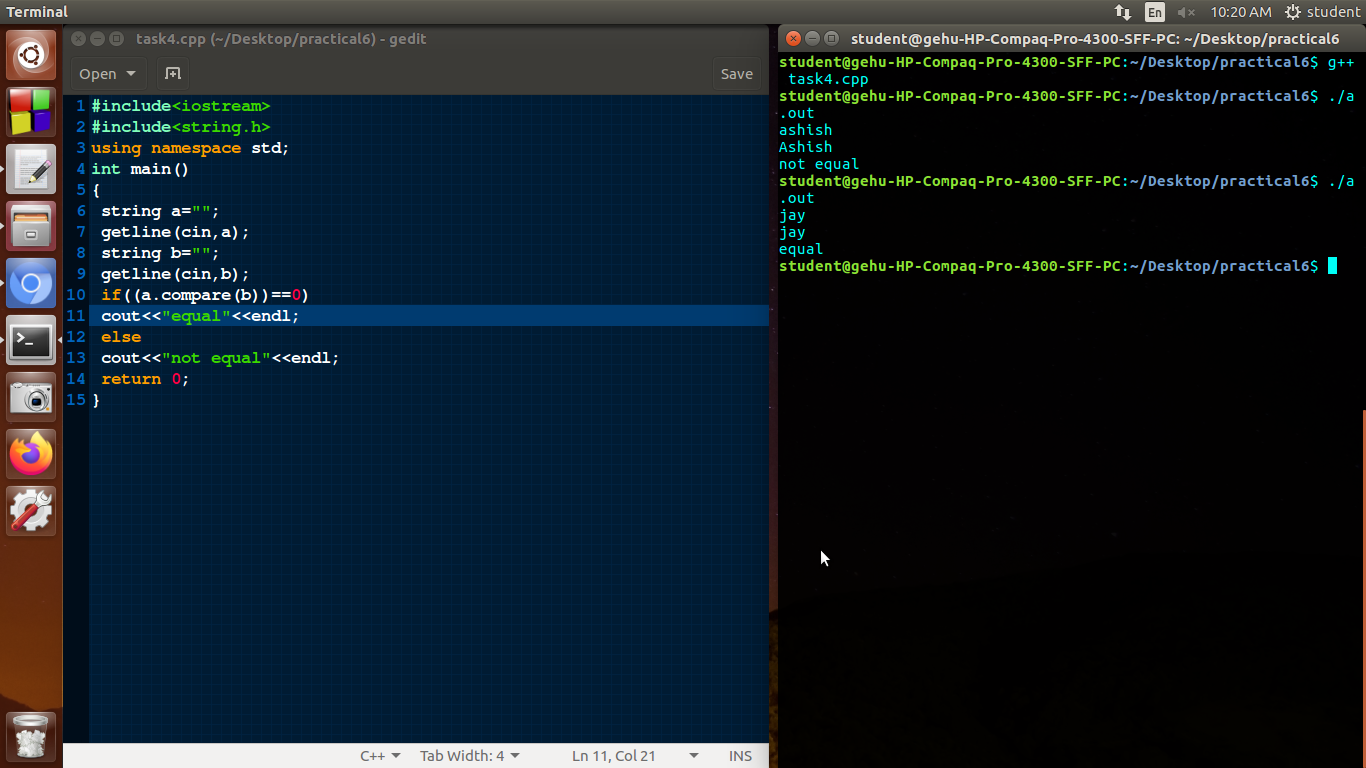 Terminal
En
10:20 AM
student
task4.cpp (~/Desktop/practical6) - gedit
Open
Save
1 #include<iostream>
2 #include<string.h>
3 using namespace std;
4 int main()
5 {
6 string a="";
7 getline(cin,a);
8 string b="";
9 getline(cin,b);
10 if((a.compare(b))==0)
11 cout<<"equal"<<endl;
12 else
13 cout<<"not equal"<<endl;
14 return 0;
15 }
C++
Tab Width: 4
Ln 11, Col 21
INS
student@gehu-HP-Compaq-Pro-4300-SFF-PC: ~/Desktop/practical6
student@gehu-HP-Compaq-Pro-4300-SFF-PC:~/Desktop/practical6$ g++
task4.cpp
student@gehu-HP-Compaq-Pro-4300-SFF-PC:~/Desktop/practical6$ ./a
.out
ashish
Ashish
not equal
student@gehu-HP-Compaq-Pro-4300-SFF-PC:~/Desktop/practical6$ ./a
.out
jay
jay
equal
student@gehu-HP-Compaq-Pro-4300-SFF-PC:~/Desktop/practical6$